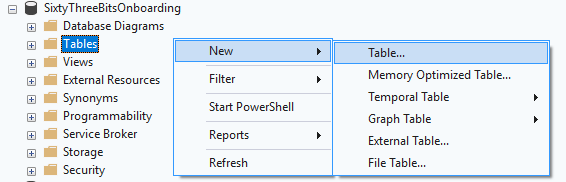 SixtyThreeBitsOnboarding
Database Diagrams
Tables
Views
External Resources
Synonyms
Programmability
Service Broker
Storage
Security
New
Filter
Start PowerShell
Reports
Refresh
Table...
Memory Optimized Table...
Temporal Table
Graph Table
External Table...
File Table...